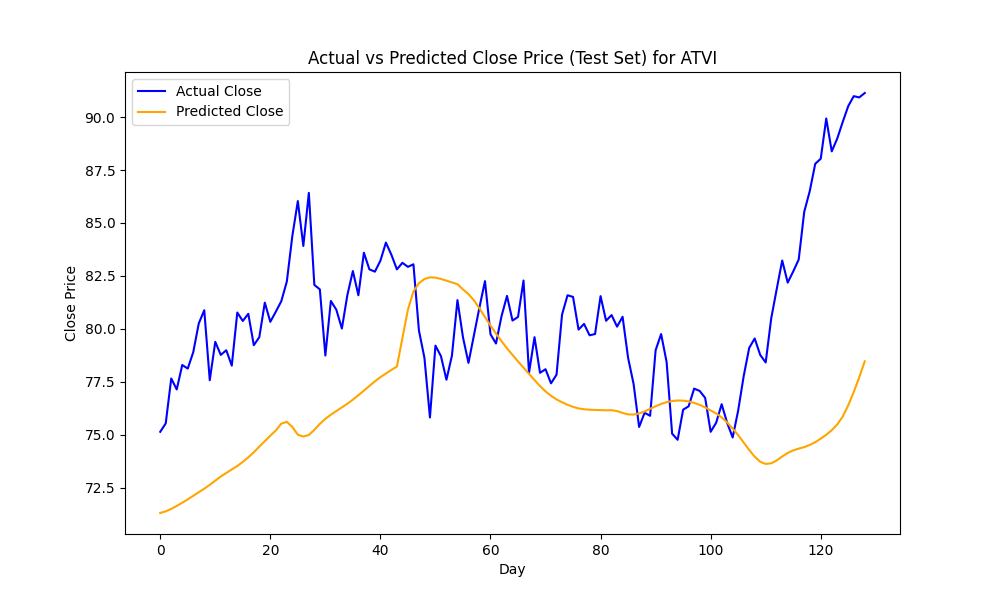 Actual vs Predicted Close Price (Test Set) for ATVI
Actual Close
Predicted Close
Close Price
90.0
87.5
85.0
82.5
80.0
77.5
75.0
72.5
0 20 40 60 80 100 120
Day